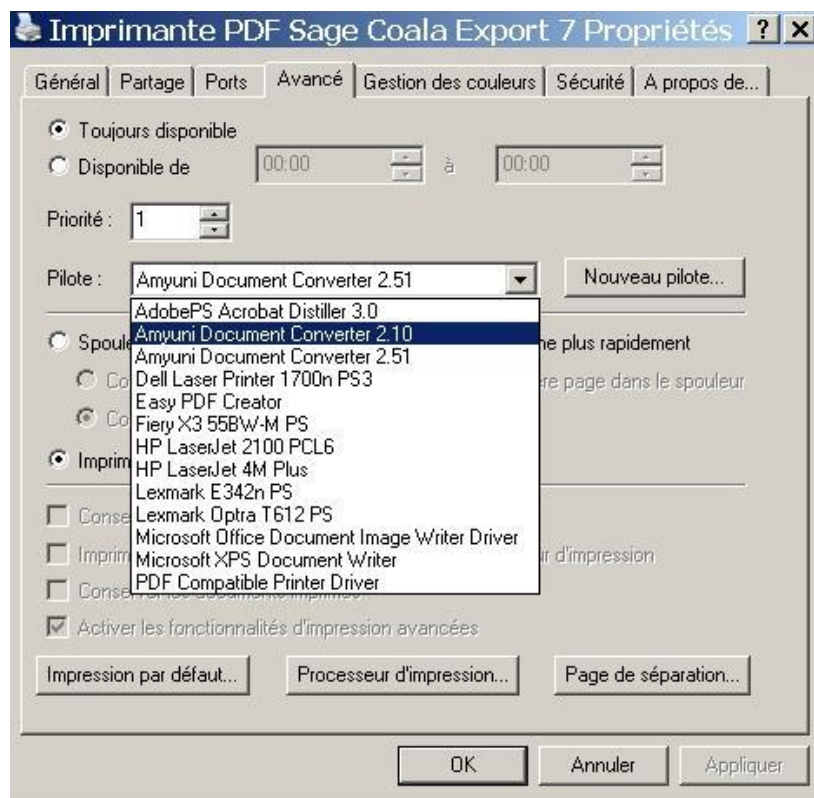 Imprimante PDF Sage Coala Export 7 Propriétés ? X
Général Partage Ports Avancé Gestion des couleurs Sécurité A propos de...
Toujours disponible
Disponible de 00:00 à 00:00
Priorité : 1
Pilote : Amyuni Document Converter 2.51 Nouveau pilote...
AdobePS Acrobat Distiller 3.0
Amyuni Document Converter 2.10
Amyuni Document Converter 2.51
Dell Laser Printer 1700n PS3
Easy PDF Creator
Fiery X3 55BW-M PS
HP LaserJet 2100 PCL6
HP LaserJet 4M Plus
Lexmark E342n PS
Lexmark Optra T612 PS
Microsoft Office Document Image Writer Driver
Microsoft XPS Document Writer
PDF Compatible Printer Driver
plus rapidement
page dans le spouleur
d'impression
Activer les fonctionnalités d'impression avancées
Impression par défaut... Processeur d'impression... Page de séparation...
OK Annuler Appliquer